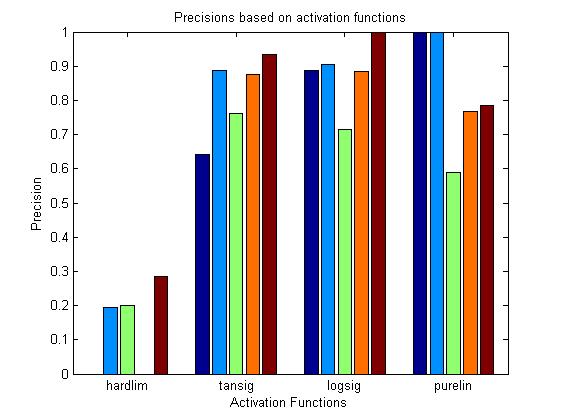 Precisions based on activation functions
1
0.9
0.8
0.7
0.6
0.5
0.4
0.3
0.2
0.1
0
Precision
hardlim tansig logsig purelin
Activation Functions